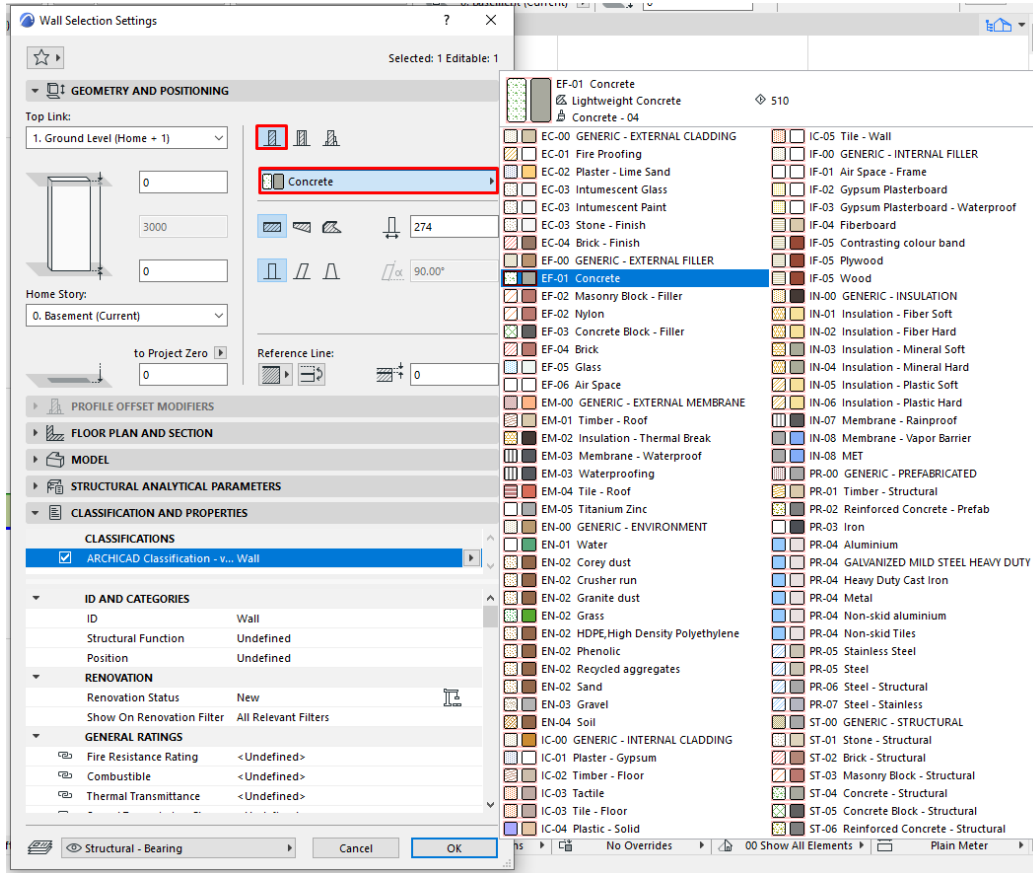 0. Basement (Current)
0
Wall Selection Settings
?
Selected: 1 Editable: 1
GEOMETRY AND POSITIONING
Top Link:
1. Ground Level (Home + 1)
0
Concrete
3000
274
0
α 90.00°
Home Story:
0. Basement (Current)
to Project Zero
Reference Line:
0
0
PROFILE OFFSET MODIFIERS
FLOOR PLAN AND SECTION
MODEL
STRUCTURAL ANALYTICAL PARAMETERS
CLASSIFICATION AND PROPERTIES
CLASSIFICATIONS
ARCHICAD Classification - v... Wall
ID AND CATEGORIES
ID Wall
Structural Function Undefined
Position Undefined
RENOVATION
Renovation Status New
Show On Renovation Filter All Relevant Filters
GENERAL RATINGS
Fire Resistance Rating <Undefined>
Combustible <Undefined>
Thermal Transmittance <Undefined>
Structural - Bearing
Cancel
OK
EF-01 Concrete
Lightweight Concrete 510
Concrete - 04
EC-00 GENERIC - EXTERNAL CLADDING
EC-01 Fire Proofing
EC-02 Plaster - Lime Sand
EC-03 Intumescent Glass
EC-03 Intumescent Paint
EC-03 Stone - Finish
EC-04 Brick - Finish
EF-00 GENERIC - EXTERNAL FILLER
EF-01 Concrete
EF-02 Masonry Block - Filler
EF-02 Nylon
EF-03 Concrete Block - Filler
EF-04 Brick
EF-05 Glass
EF-06 Air Space
EM-00 GENERIC - EXTERNAL MEMBRANE
EM-01 Timber - Roof
EM-02 Insulation - Thermal Break
EM-03 Membrane - Waterproof
EM-03 Waterproofing
EM-04 Tile - Roof
EM-05 Titanium Zinc
EN-00 GENERIC - ENVIRONMENT
EN-01 Water
EN-02 Corey dust
EN-02 Crusher run
EN-02 Granite dust
EN-02 Grass
EN-02 HDPE,High Density Polyethylene
EN-02 Phenolic
EN-02 Recycled aggregates
EN-02 Sand
EN-03 Gravel
EN-04 Soil
IC-00 GENERIC - INTERNAL CLADDING
IC-01 Plaster - Gypsum
IC-02 Timber - Floor
IC-03 Tactile
IC-03 Tile - Floor
IC-04 Plastic - Solid
IC-05 Tile - Wall
IF-00 GENERIC - INTERNAL FILLER
IF-01 Air Space - Frame
IF-02 Gypsum Plasterboard
IF-03 Gypsum Plasterboard - Waterproof
IF-04 Fiberboard
IF-05 Contrasting colour band
IF-05 Plywood
IF-05 Wood
IN-00 GENERIC - INSULATION
IN-01 Insulation - Fiber Soft
IN-02 Insulation - Fiber Hard
IN-03 Insulation - Mineral Soft
IN-04 Insulation - Mineral Hard
IN-05 Insulation - Plastic Soft
IN-06 Insulation - Plastic Hard
IN-07 Membrane - Rainproof
IN-08 Membrane - Vapor Barrier
IN-08 MET
PR-00 GENERIC - PREFABRICATED
PR-01 Timber - Structural
PR-02 Reinforced Concrete - Prefab
PR-03 Iron
PR-04 Aluminium
PR-04 GALVANIZED MILD STEEL HEAVY DUTY
PR-04 Heavy Duty Cast Iron
PR-04 Metal
PR-04 Non-skid aluminium
PR-04 Non-skid Tiles
PR-05 Stainless Steel
PR-05 Steel
PR-06 Steel - Structural
PR-07 Steel - Stainless
ST-00 GENERIC - STRUCTURAL
ST-01 Stone - Structural
ST-02 Brick - Structural
ST-03 Masonry Block - Structural
ST-04 Concrete - Structural
ST-05 Concrete Block - Structural
ST-06 Reinforced Concrete - Structural
No Overrides
00 Show All Elements
Plain Meter